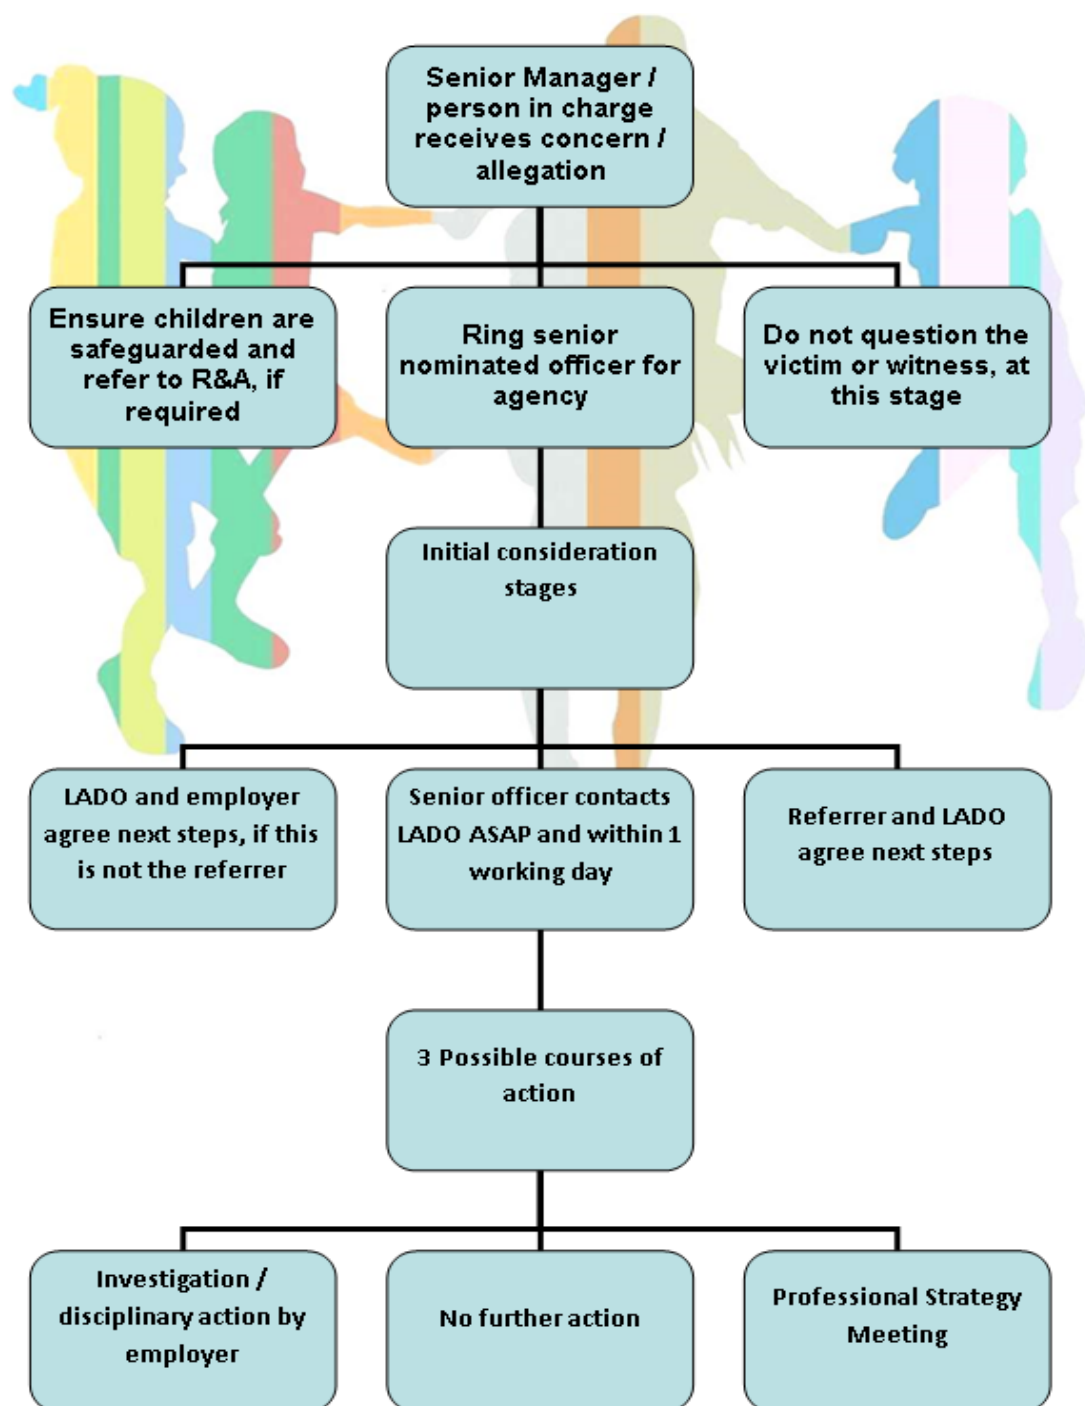 Senior Manager /
person in charge
receives concern /
allegation
Ensure children are
safeguarded and
refer to R&A, if
required
Ring senior
nominated officer for
agency
Do not question the
victim or witness, at
this stage
Initial consideration
stages
LADO and employer
agree next steps, if this
is not the referrer
Senior officer contacts
LADO ASAP and within 1
working day
Referrer and LADO
agree next steps
3 Possible courses of
action
Investigation /
disciplinary action by
employer
No further action
Professional Strategy
Meeting